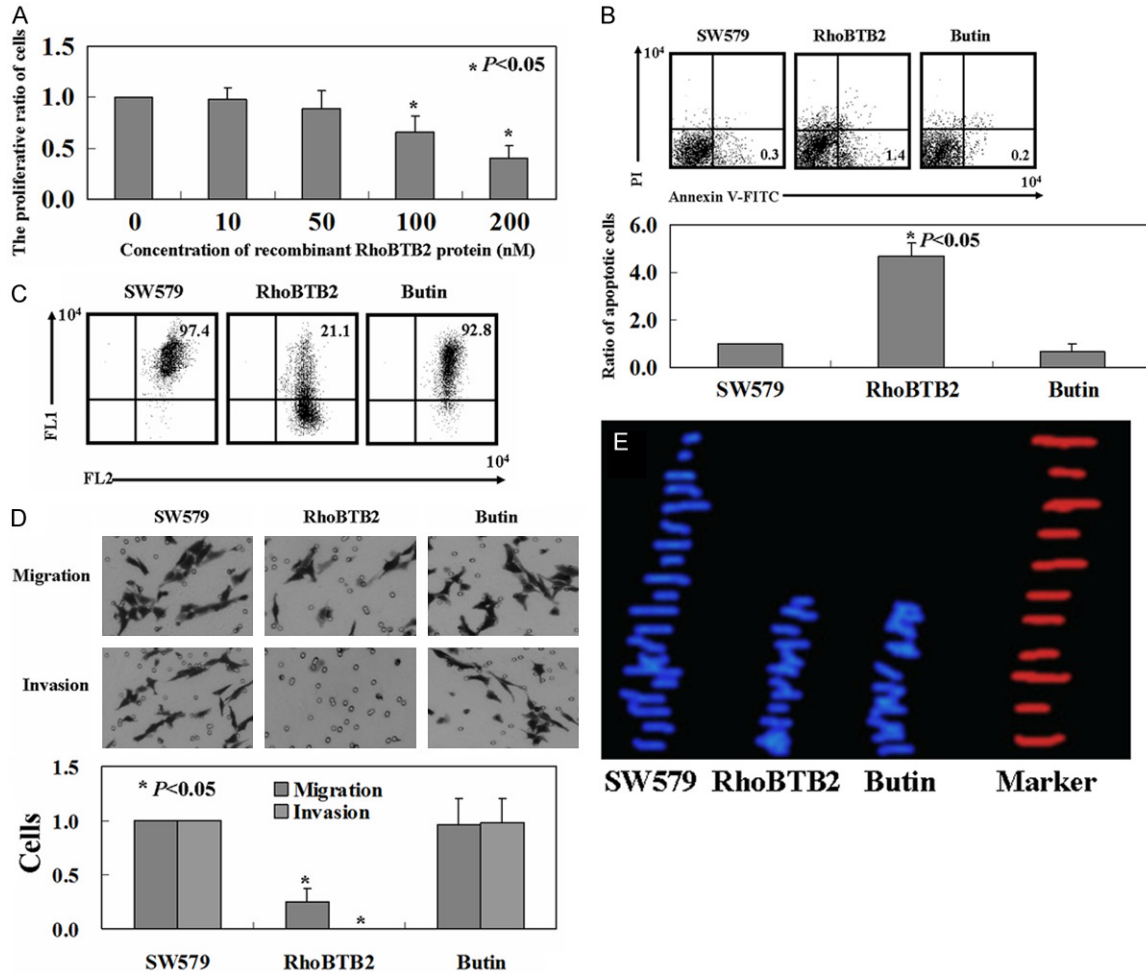 A
The proliferative ratio of cells
1.5
1.0
0.5
0.0
* P<0.05
*
*
0 10 50 100 200
Concentration of recombinant RhoBTB2 protein (nM)
B
SW579 RhoBTB2 Butin
10⁴
PI
0.3 1.4 0.2
Annexin V-FITC
10⁴
Ratio of apoptotic cells
6.0
4.0
2.0
0.0
* P<0.05
SW579 RhoBTB2 Butin
C
SW579 RhoBTB2 Butin
10⁴
FL1
97.4 21.1 92.8
FL2
10⁴
D
SW579 RhoBTB2 Butin
Migration
Invasion
Cells
1.5
1.0
0.5
0.0
* P<0.05
Migration
Invasion
*
*
SW579 RhoBTB2 Butin
E
SW579 RhoBTB2 Butin Marker